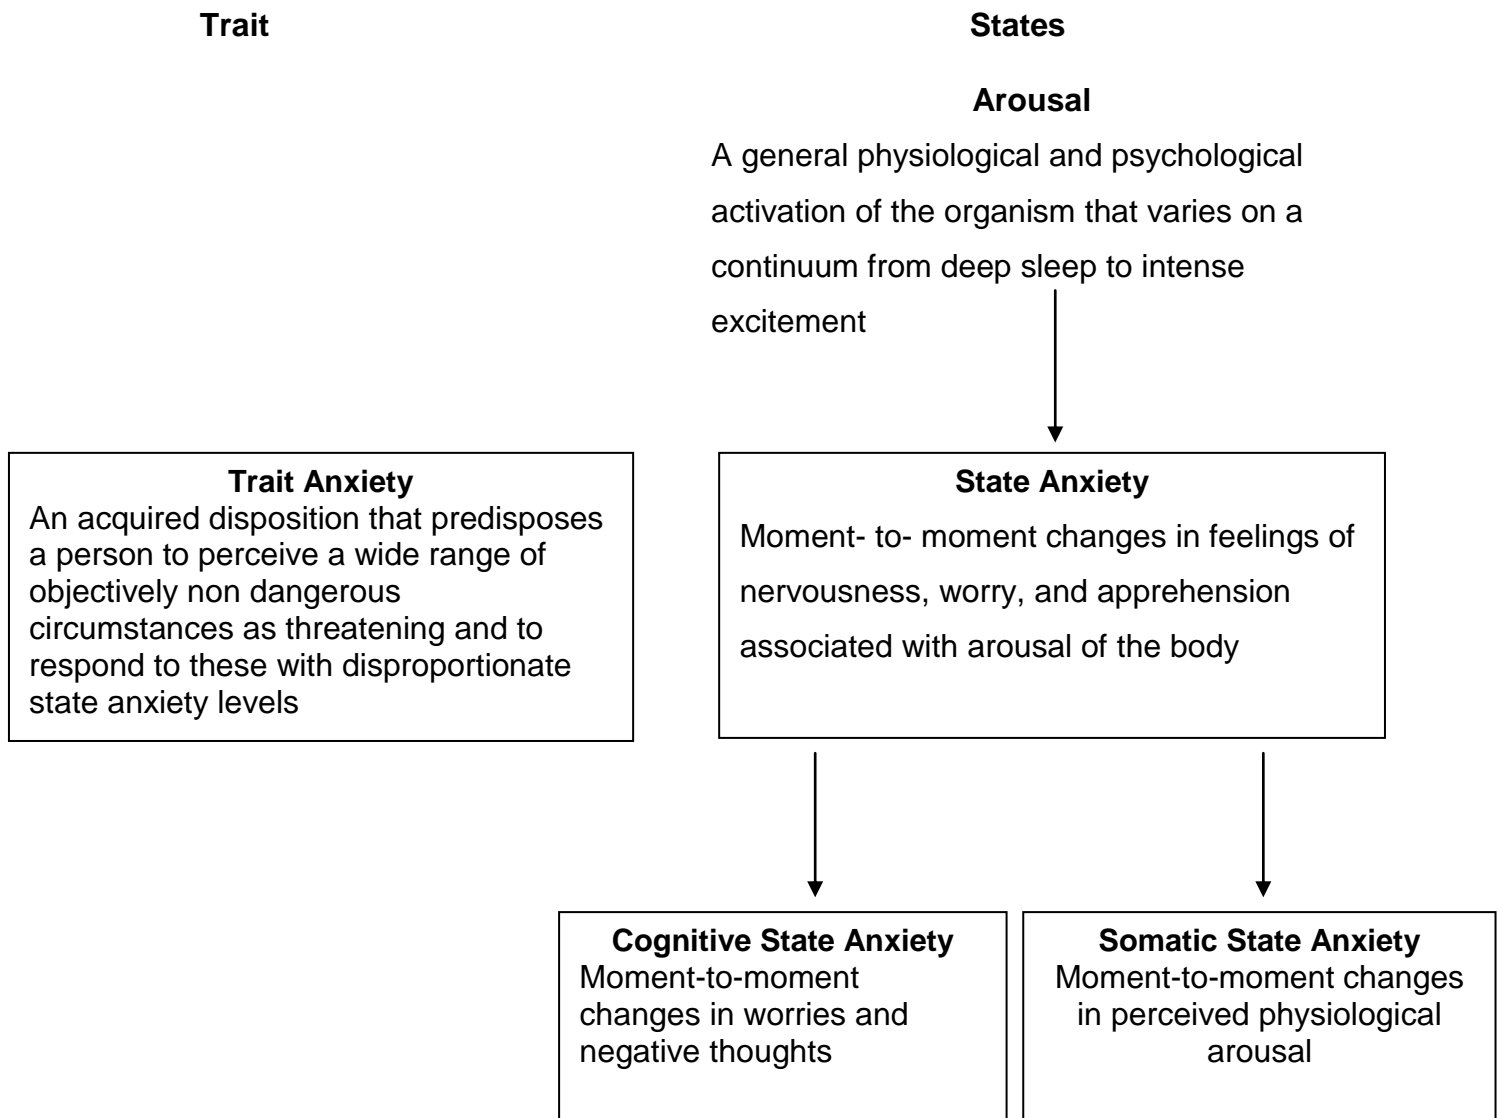 Trait
States
Arousal
A general physiological and psychological
activation of the organism that varies on a
continuum from deep sleep to intense
excitement
Trait Anxiety
An acquired disposition that predisposes
a person to perceive a wide range of
objectively non dangerous
circumstances as threatening and to
respond to these with disproportionate
state anxiety levels
State Anxiety
Moment- to- moment changes in feelings of
nervousness, worry, and apprehension
associated with arousal of the body
Cognitive State Anxiety
Moment-to-moment
changes in worries and
negative thoughts
Somatic State Anxiety
Moment-to-moment changes
in perceived physiological
arousal